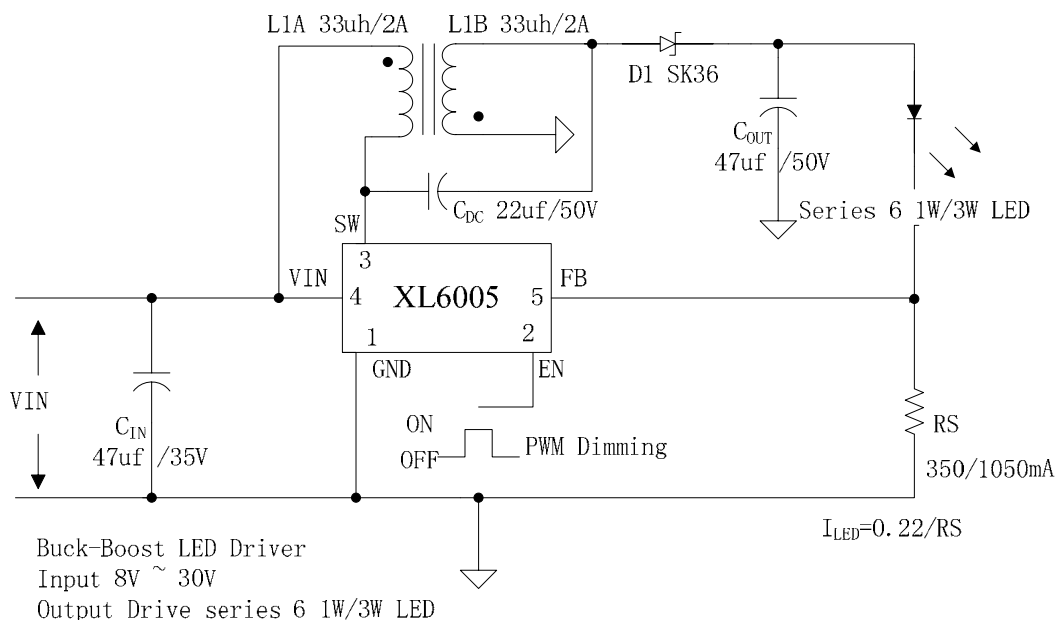 L1A 33uh/2A
L1B 33uh/2A
D1 SK36
COUT
47uf /50V
CDC 22uf/50V
Series 6 1W/3W LED
SW
3
VIN
4
XL6005
5
FB
1
2
GND
EN
VIN
CIN
47uf /35V
ON
OFF
PWM Dimming
RS
350/1050mA
ILED=0.22/RS
Buck-Boost LED Driver
Input 8V ~ 30V
Output Drive series 6 1W/3W LED